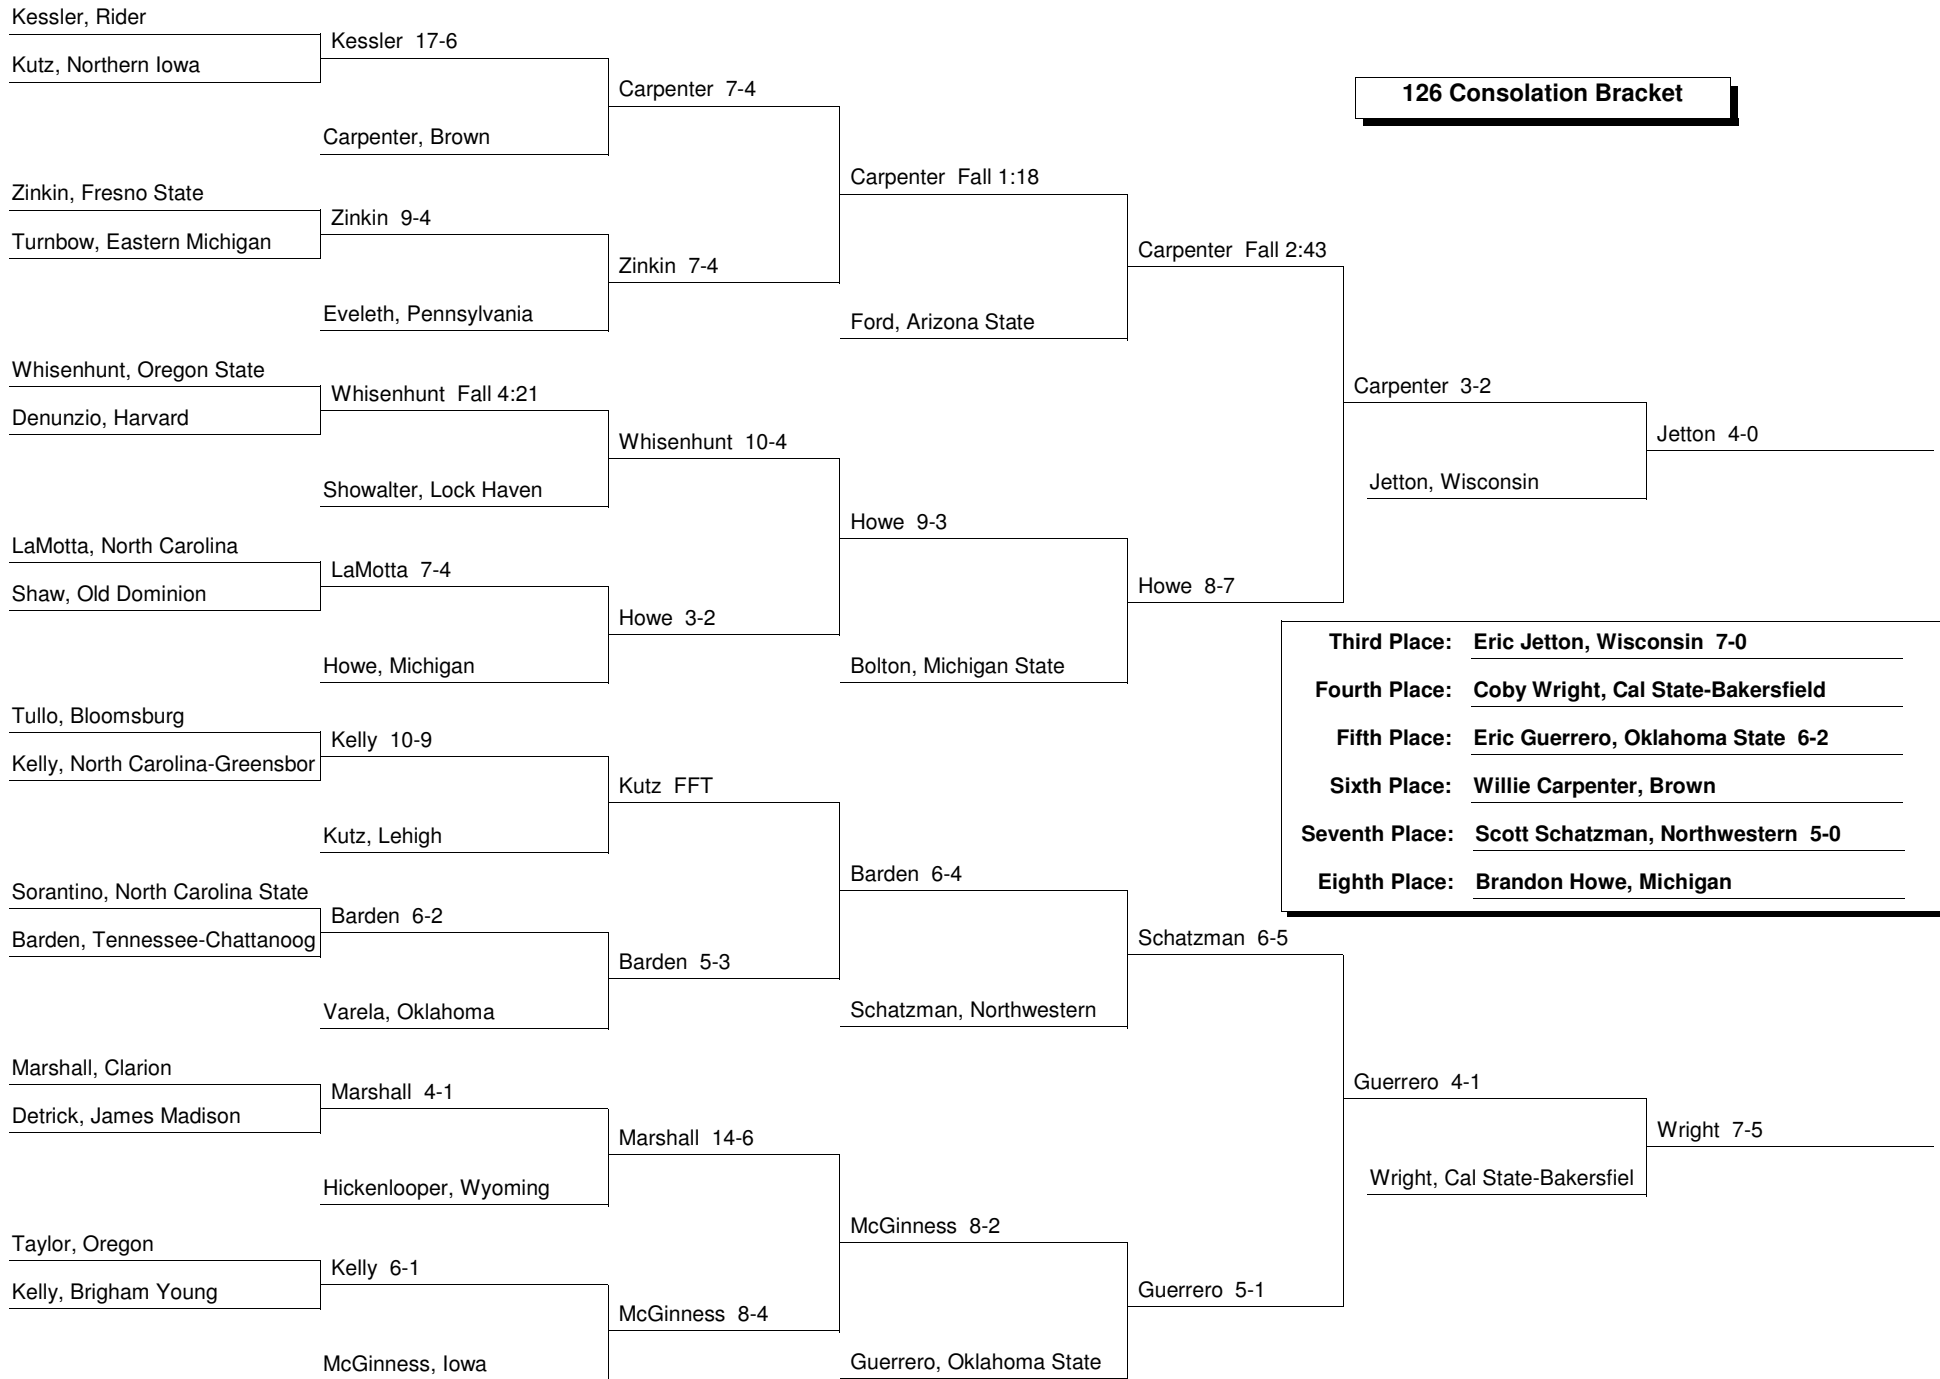 Kessler, Rider
Kutz, Northern Iowa
Kessler 17-6
Carpenter, Brown
Carpenter 7-4
126 Consolation Bracket
Zinkin, Fresno State
Turnbow, Eastern Michigan
Zinkin 9-4
Eveleth, Pennsylvania
Zinkin 7-4
Carpenter Fall 1:18
Ford, Arizona State
Carpenter Fall 2:43
Whisenhunt, Oregon State
Denunzio, Harvard
Whisenhunt Fall 4:21
Showalter, Lock Haven
Whisenhunt 10-4
LaMotta, North Carolina
Shaw, Old Dominion
LaMotta 7-4
Howe, Michigan
Howe 3-2
Howe 9-3
Bolton, Michigan State
Howe 8-7
Carpenter 3-2
Jetton, Wisconsin
Jetton 4-0
Third Place: Eric Jetton, Wisconsin 7-0
Fourth Place: Coby Wright, Cal State-Bakersfield
Fifth Place: Eric Guerrero, Oklahoma State 6-2
Sixth Place: Willie Carpenter, Brown
Seventh Place: Scott Schatzman, Northwestern 5-0
Eighth Place: Brandon Howe, Michigan
Tullo, Bloomsburg
Kelly, North Carolina-Greensbor
Kelly 10-9
Kutz, Lehigh
Kutz FFT
Sorantino, North Carolina State
Barden, Tennessee-Chattanoog
Barden 6-2
Varela, Oklahoma
Barden 5-3
Barden 6-4
Schatzman, Northwestern
Schatzman 6-5
Marshall, Clarion
Detrick, James Madison
Marshall 4-1
Hickenlooper, Wyoming
Marshall 14-6
Taylor, Oregon
Kelly, Brigham Young
Kelly 6-1
McGinness, Iowa
McGinness 8-4
McGinness 8-2
Guerrero, Oklahoma State
Guerrero 5-1
Guerrero 4-1
Wright, Cal State-Bakersfiel
Wright 7-5